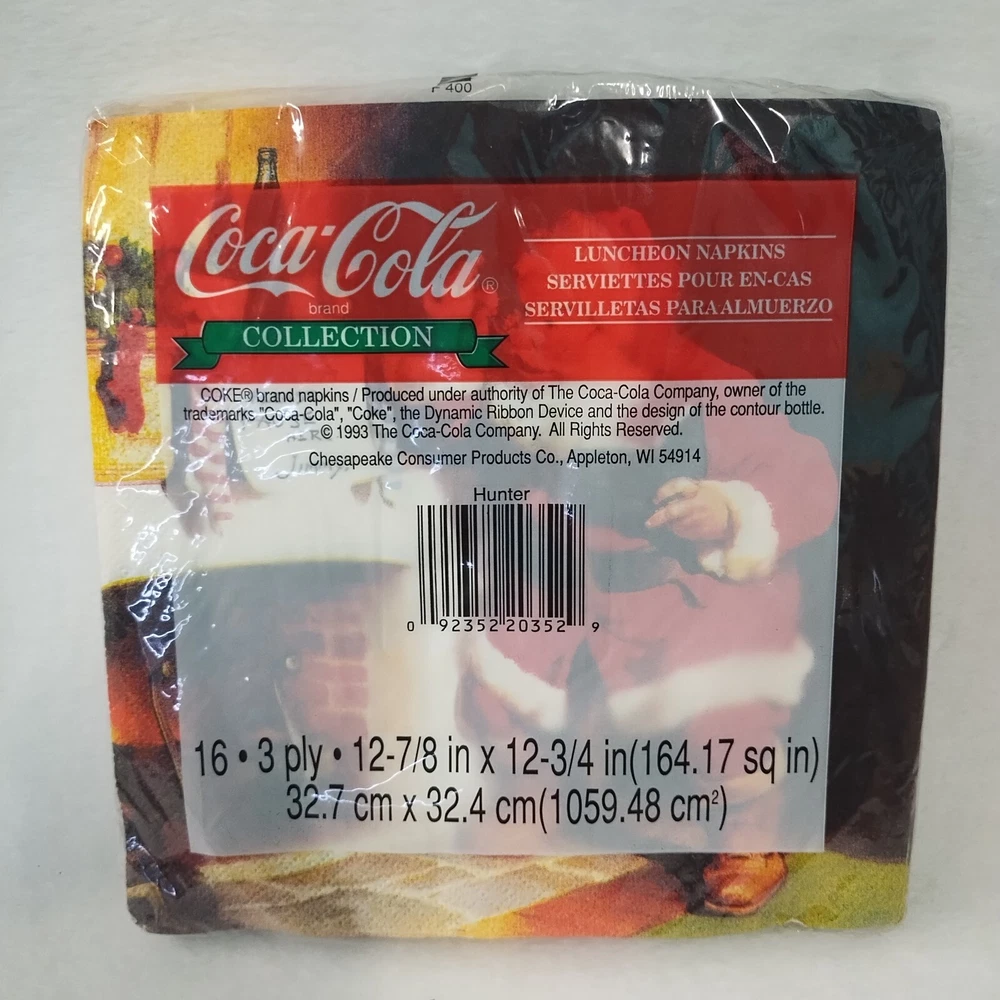 400
Coca-Cola®
brand
COLLECTION
LUNCHEON NAPKINS
SERVIETTES POUR EN-CAS
SERVILLETAS PARA ALMUERZO
COKE® brand napkins / Produced under authority of The Coca-Cola Company, owner of the
trademarks "Coca-Cola", "Coke", the Dynamic Ribbon Device and the design of the contour bottle.
© 1993 The Coca-Cola Company. All Rights Reserved.
Chesapeake Consumer Products Co., Appleton, WI 54914
Hunter
0 92352 20352 9
16 • 3 ply • 12-7/8 in x 12-3/4 in(164.17 sq in)
32.7 cm x 32.4 cm(1059.48 cm²)